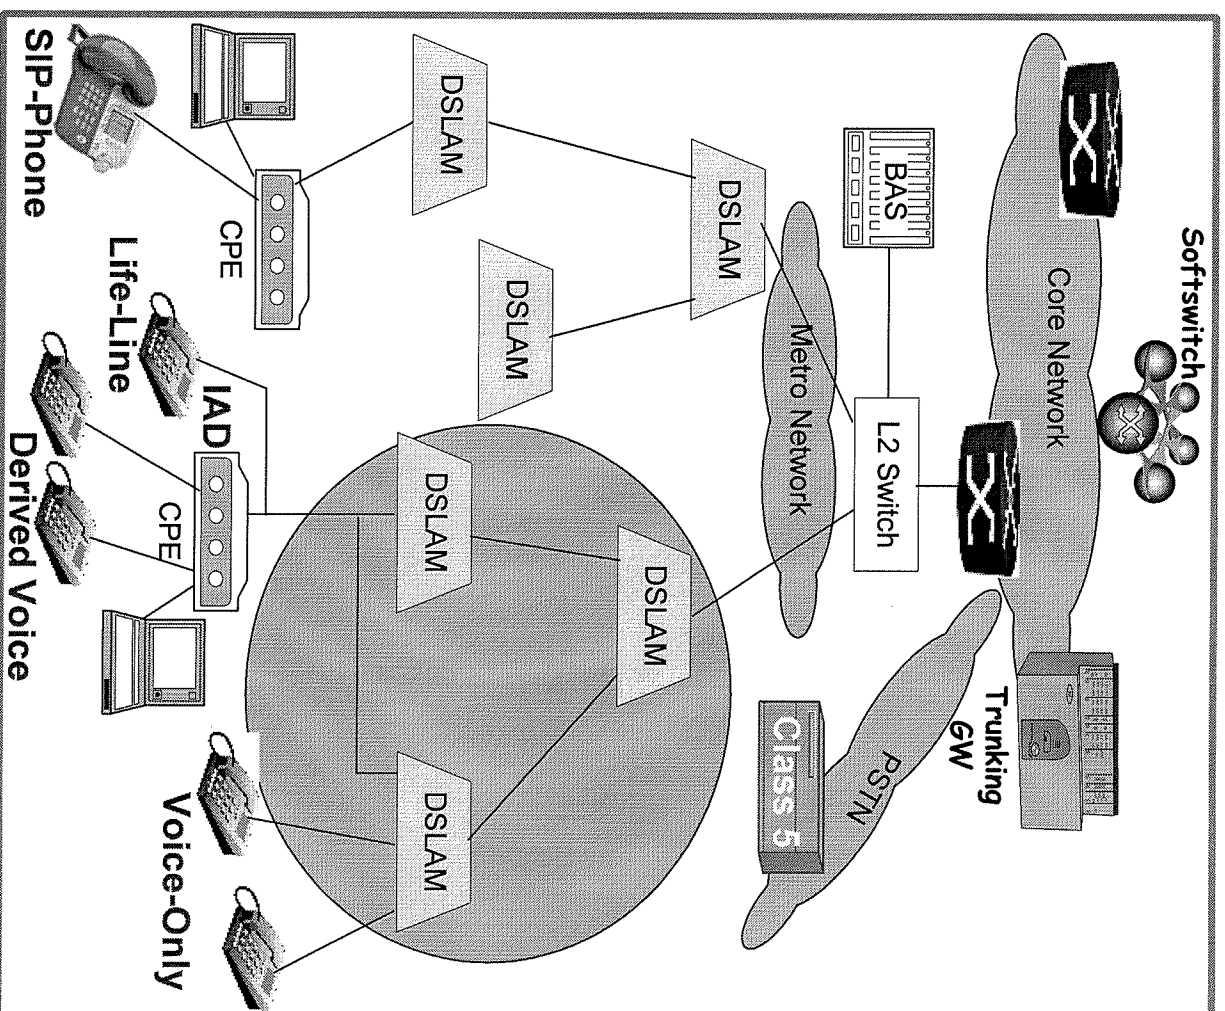 Softswitch
Core Network
Trunking
GW
BAS
L2 Switch
PSTN
Metro Network
Class 5
DSLAM
DSLAM
DSLAM
DSLAM
DSLAM
DSLAM
CPE
IAD
CPE
SIP-Phone
Life-Line
Derived Voice
Voice-Only